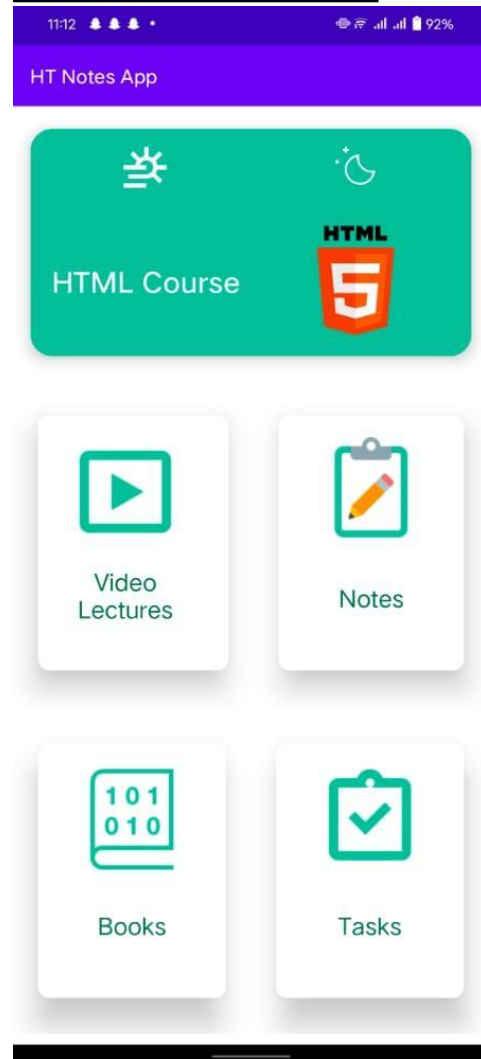 11:12
92%
HT Notes App
HTML
5
HTML Course
Video
Lectures
Notes
101
010
Books
Tasks